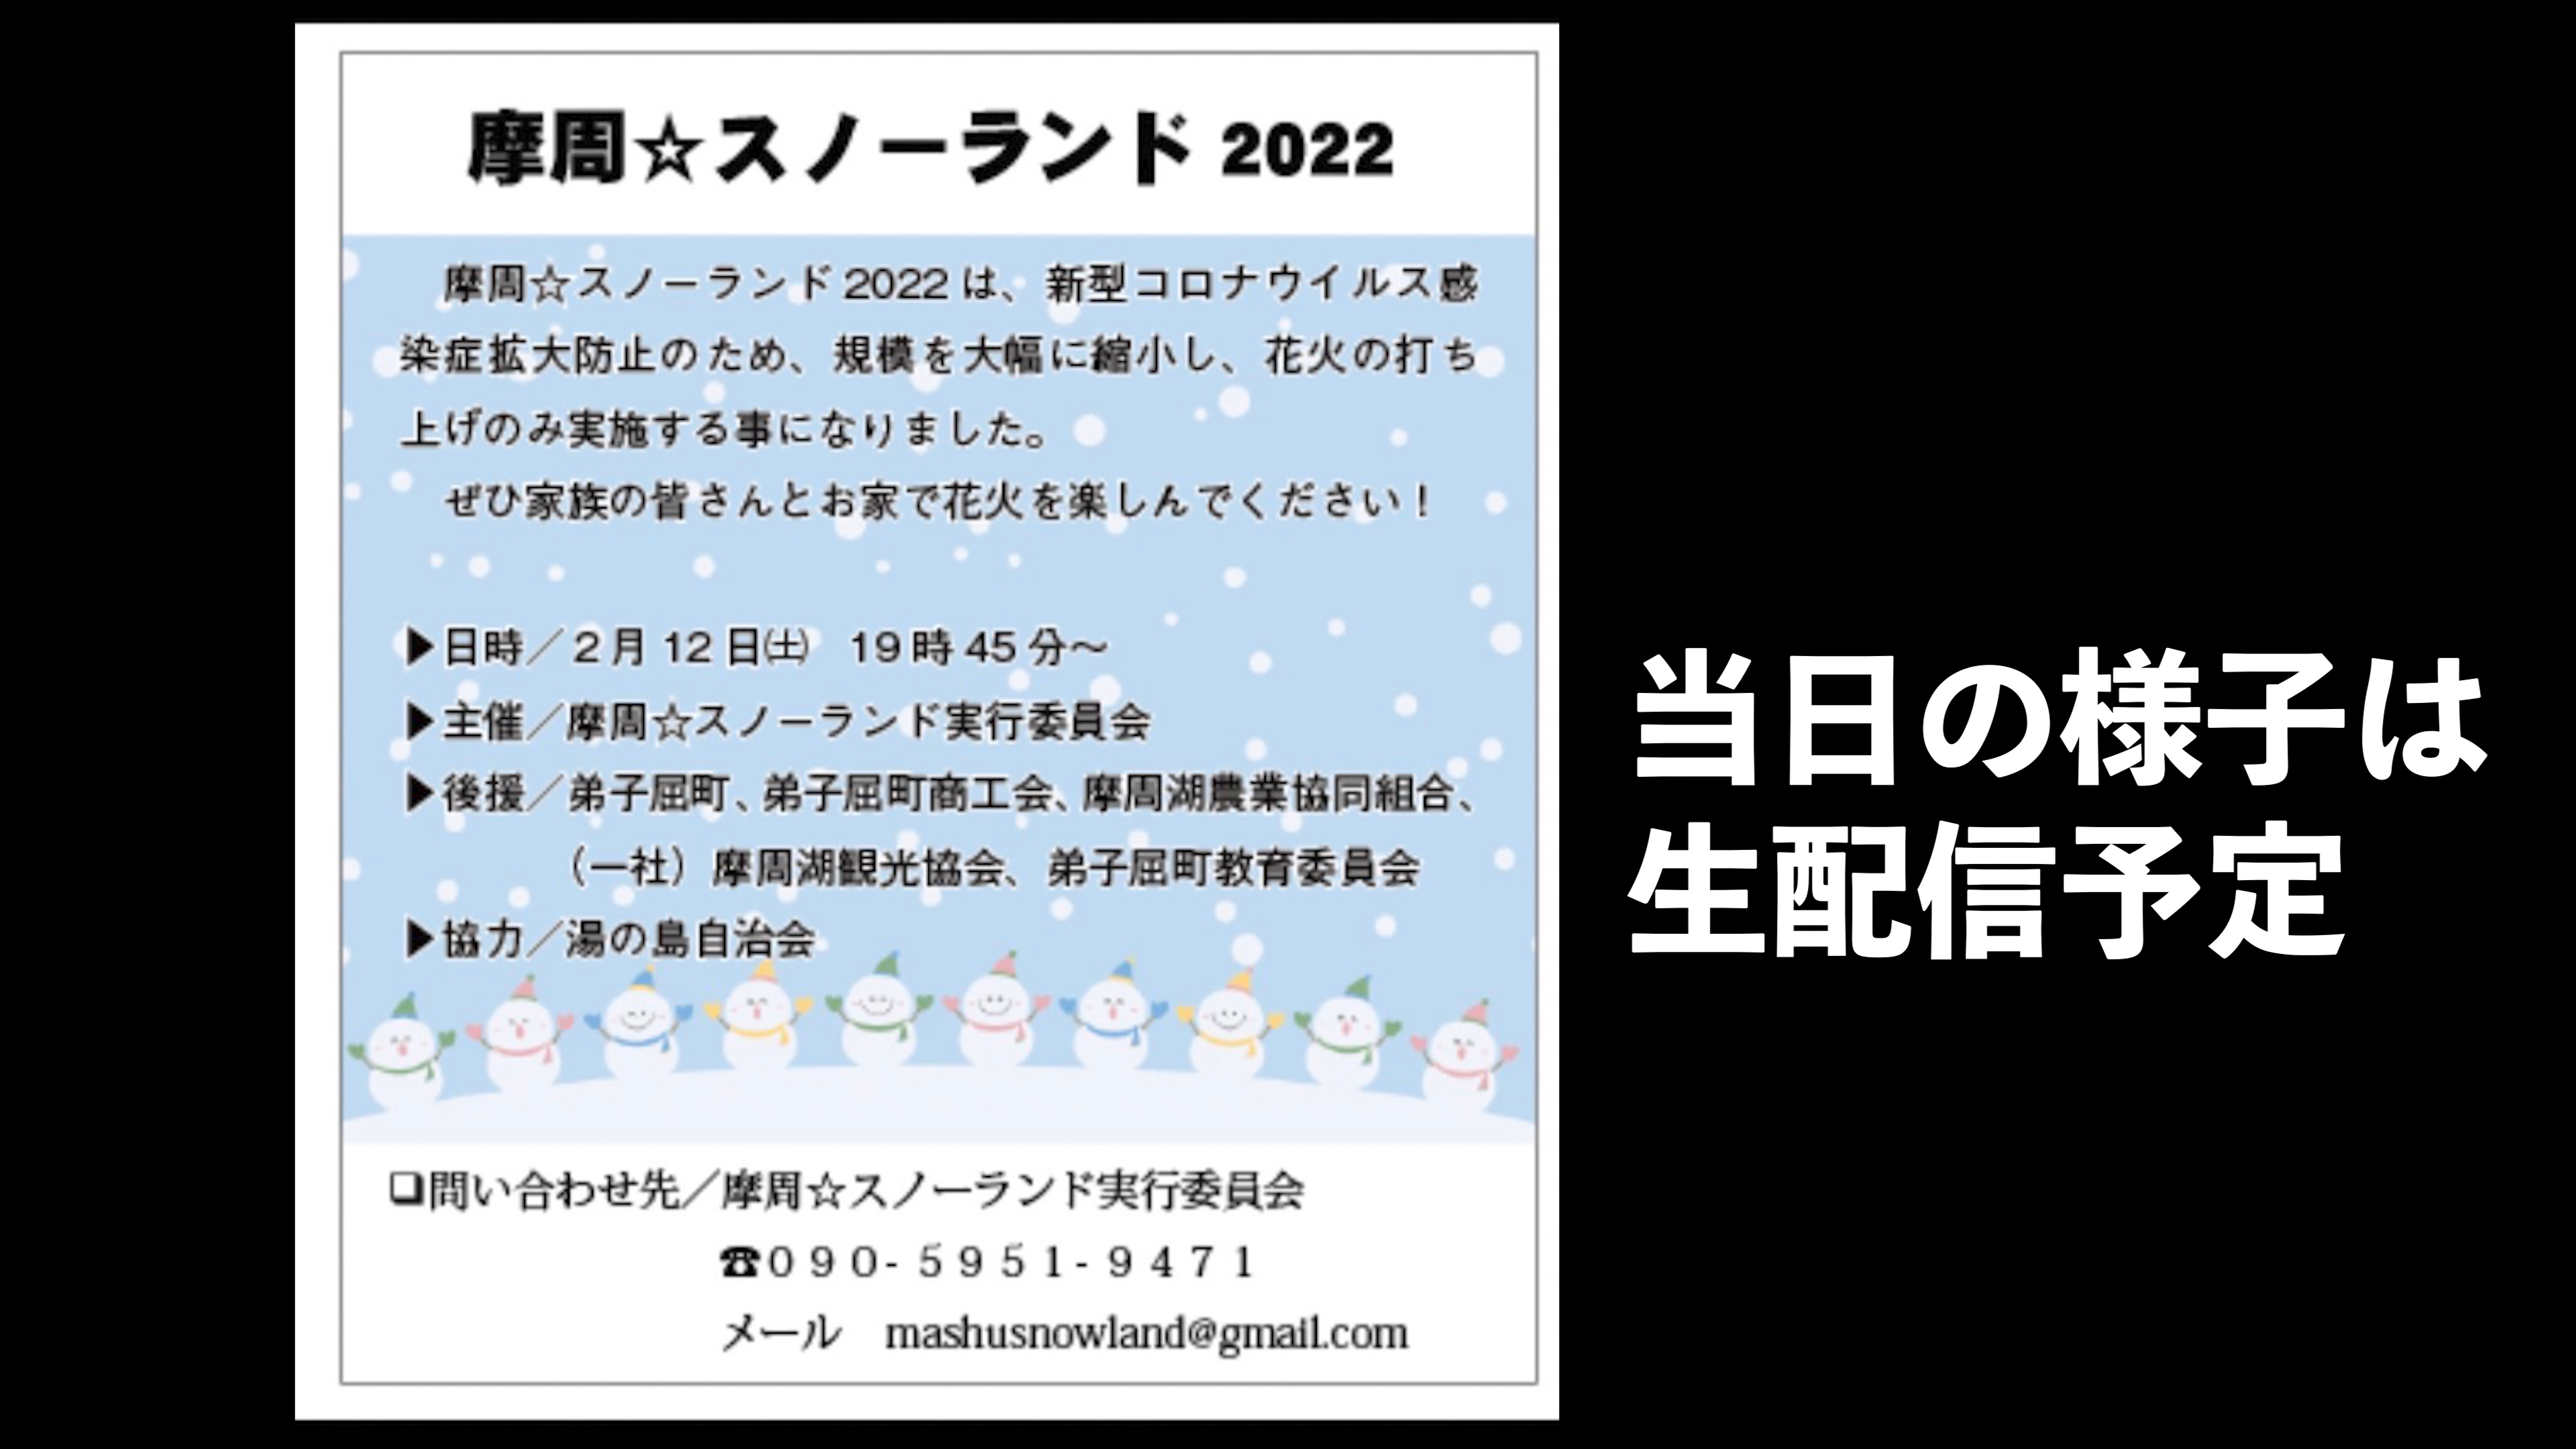 摩周☆スノーランド 2022
摩周☆スノーランド 2022 は、新型コロナウイルス感
染症拡大防止のため、規模を大幅に縮小し、花火の打ち
上げのみ実施する事になりました。
ぜひ家族の皆さんとお家で花火を楽しんでください！
▶日時／２月 12 日㈯　19 時 45 分〜
▶主催／摩周☆スノーランド実行委員会
▶後援／弟子屈町、弟子屈町商工会、摩周湖農業協同組合、
（一社）摩周湖観光協会、弟子屈町教育委員会
▶協力／湯の島自治会
❏問い合わせ先／摩周☆スノーランド実行委員会
☎０９０-５９５１-９４７１
メール　mashusnowland@gmail.com
当日の様子は
生配信予定